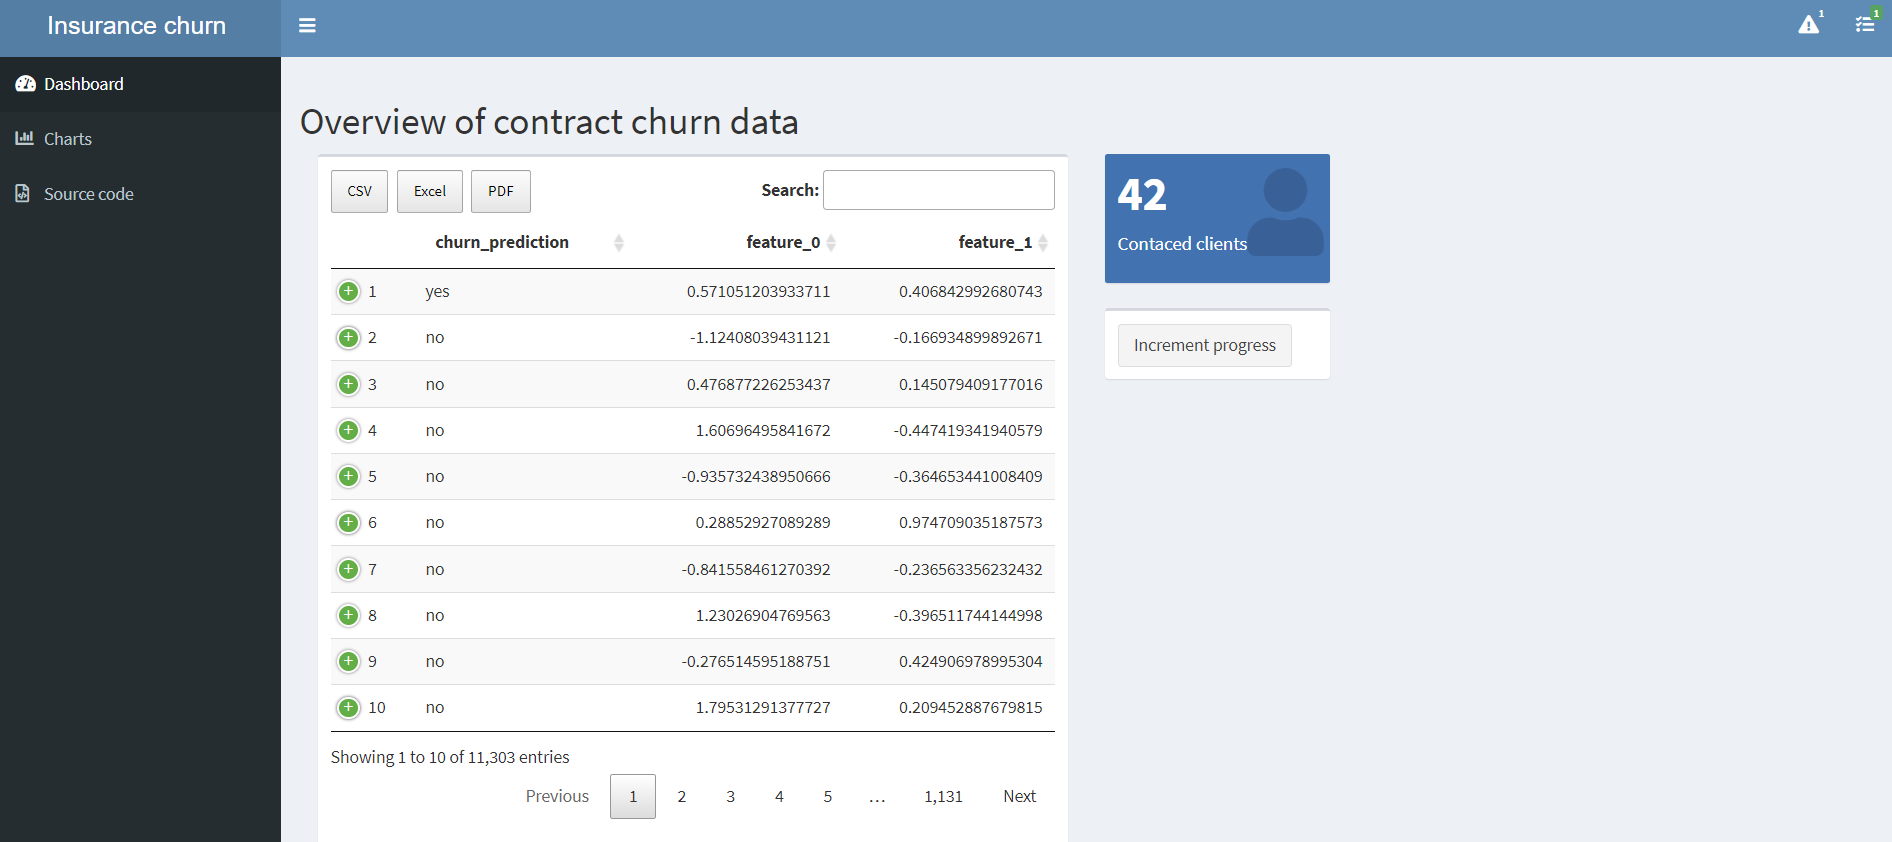 Insurance churn
1
1
Dashboard
Charts
Source code
Overview of contract churn data
CSV Excel PDF Search:
churn_prediction feature_0 feature_1
1 yes 0.571051203933711 0.406842992680743
2 no -1.12408039431121 -0.166934899892671
3 no 0.476877226253437 0.145079409177016
4 no 1.60696495841672 -0.447419341940579
5 no -0.935732438950666 -0.364653441008409
6 no 0.28852927089289 0.974709035187573
7 no -0.841558461270392 -0.236563356232432
8 no 1.23026904769563 -0.396511744144998
9 no -0.276514595188751 0.424906978995304
10 no 1.79531291377727 0.209452887679815
Showing 1 to 10 of 11,303 entries
Previous 1 2 3 4 5 … 1,131 Next
42
Contaced clients
Increment progress